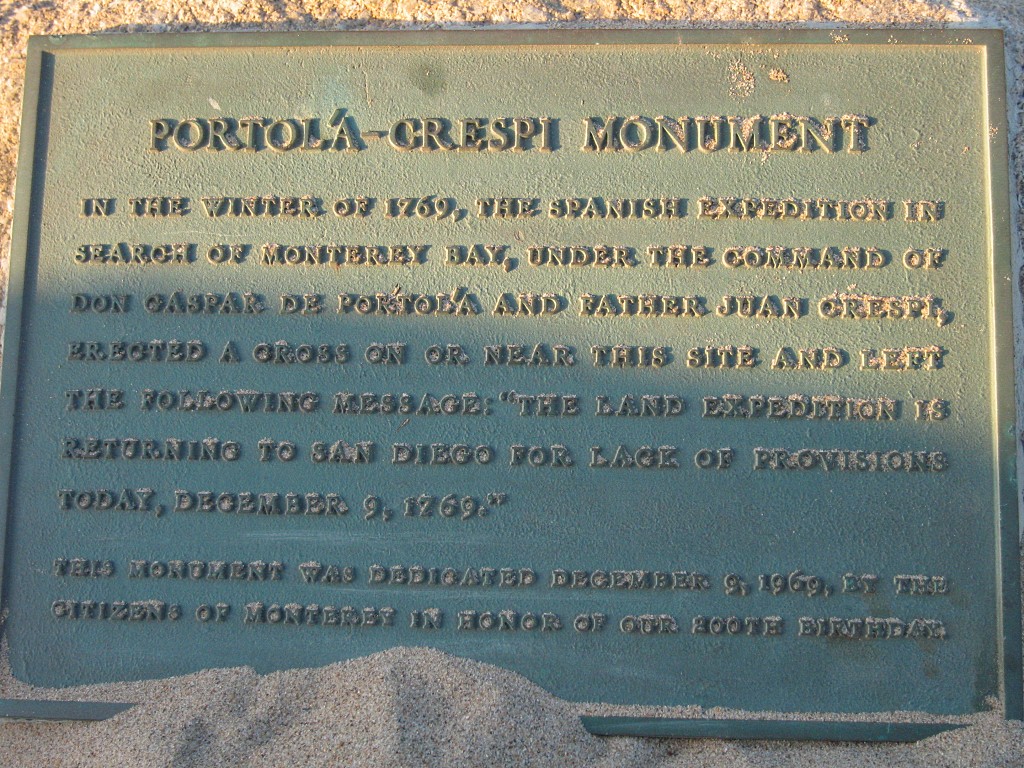 PORTOLÁ-CRESPI MONUMENT
IN THE WINTER OF 1769, THE SPANISH EXPEDITION IN
SEARCH OF MONTEREY BAY, UNDER THE COMMAND OF
DON GASPAR DE PORTOLÁ AND FATHER JUAN CRESPI,
ERECTED A CROSS ON OR NEAR THIS SITE AND LEFT
THE FOLLOWING MESSAGE: "THE LAND EXPEDITION IS
RETURNING TO SAN DIEGO FOR LACK OF PROVISIONS
TODAY, DECEMBER 9, 1769."
THIS MONUMENT WAS DEDICATED DECEMBER 9, 1969, BY THE
CITIZENS OF MONTEREY IN HONOR OF OUR 200TH BIRTHDAY.